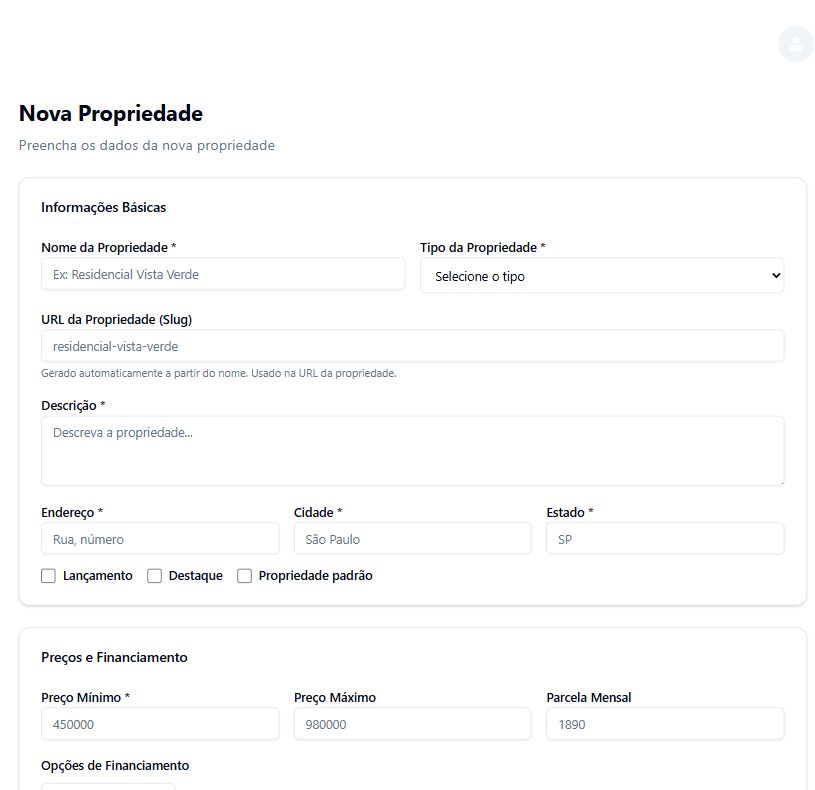 Nova Propriedade
Preencha os dados da nova propriedade
Informações Básicas
Nome da Propriedade * Tipo da Propriedade *
Ex: Residencial Vista Verde Selecione o tipo
URL da Propriedade (Slug)
residencial-vista-verde
Gerado automaticamente a partir do nome. Usado na URL da propriedade.
Descrição *
Descreva a propriedade...
Endereço * Cidade * Estado *
Rua, número São Paulo SP
Lançamento Destaque Propriedade padrão
Preços e Financiamento
Preço Mínimo * Preço Máximo Parcela Mensal
450000 980000 1890
Opções de Financiamento